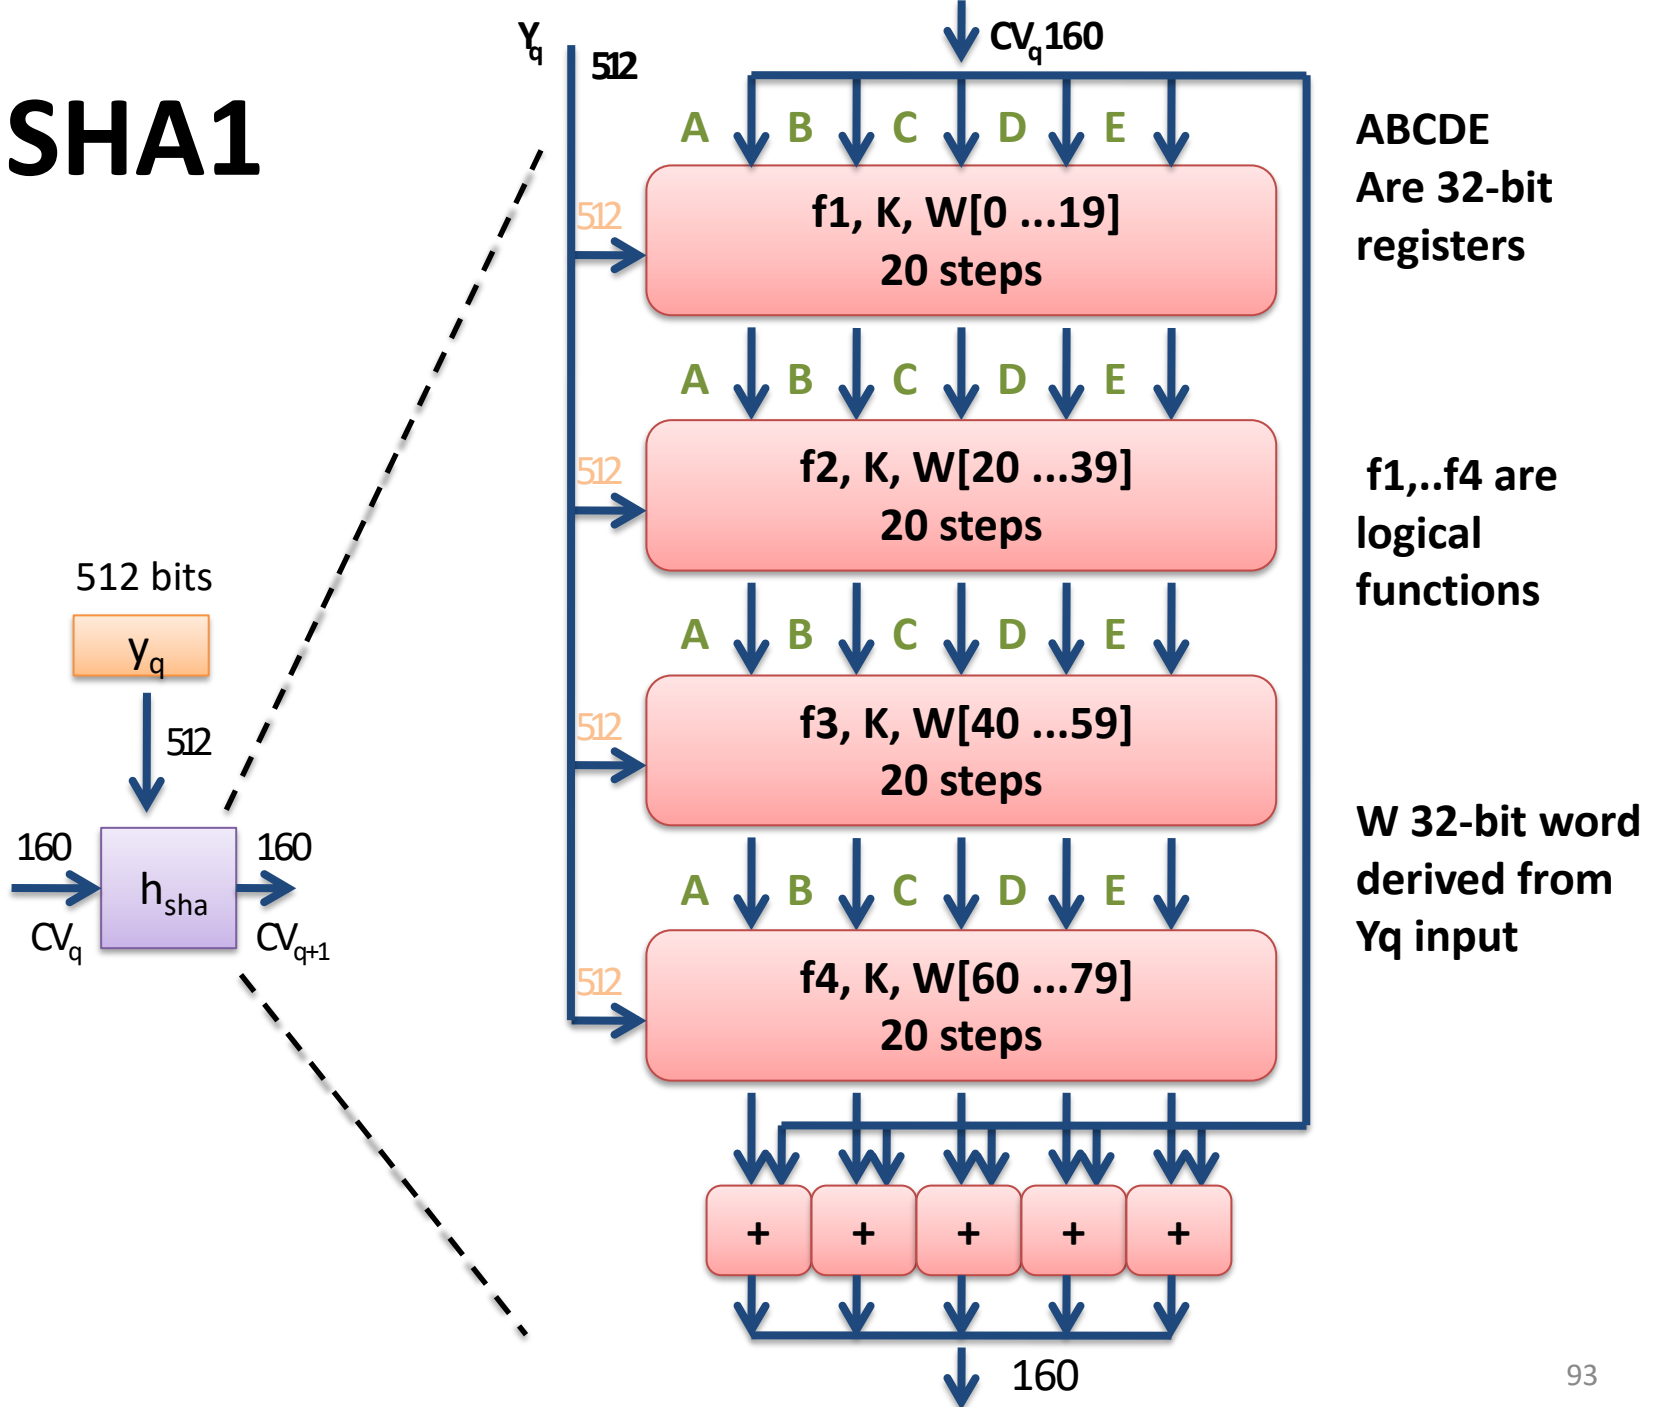 SHA1
512 bits
yq
512
160
160
hsha
CVq
CVq+1
Yq
512
CVq160
A B C D E
512
f1, K, W[0 ...19]
20 steps
A B C D E
512
f2, K, W[20 ...39]
20 steps
A B C D E
512
f3, K, W[40 ...59]
20 steps
A B C D E
512
f4, K, W[60 ...79]
20 steps
+ + + + +
160
ABCDE
Are 32-bit
registers
f1,..f4 are
logical
functions
W 32-bit word
derived from
Yq input
93